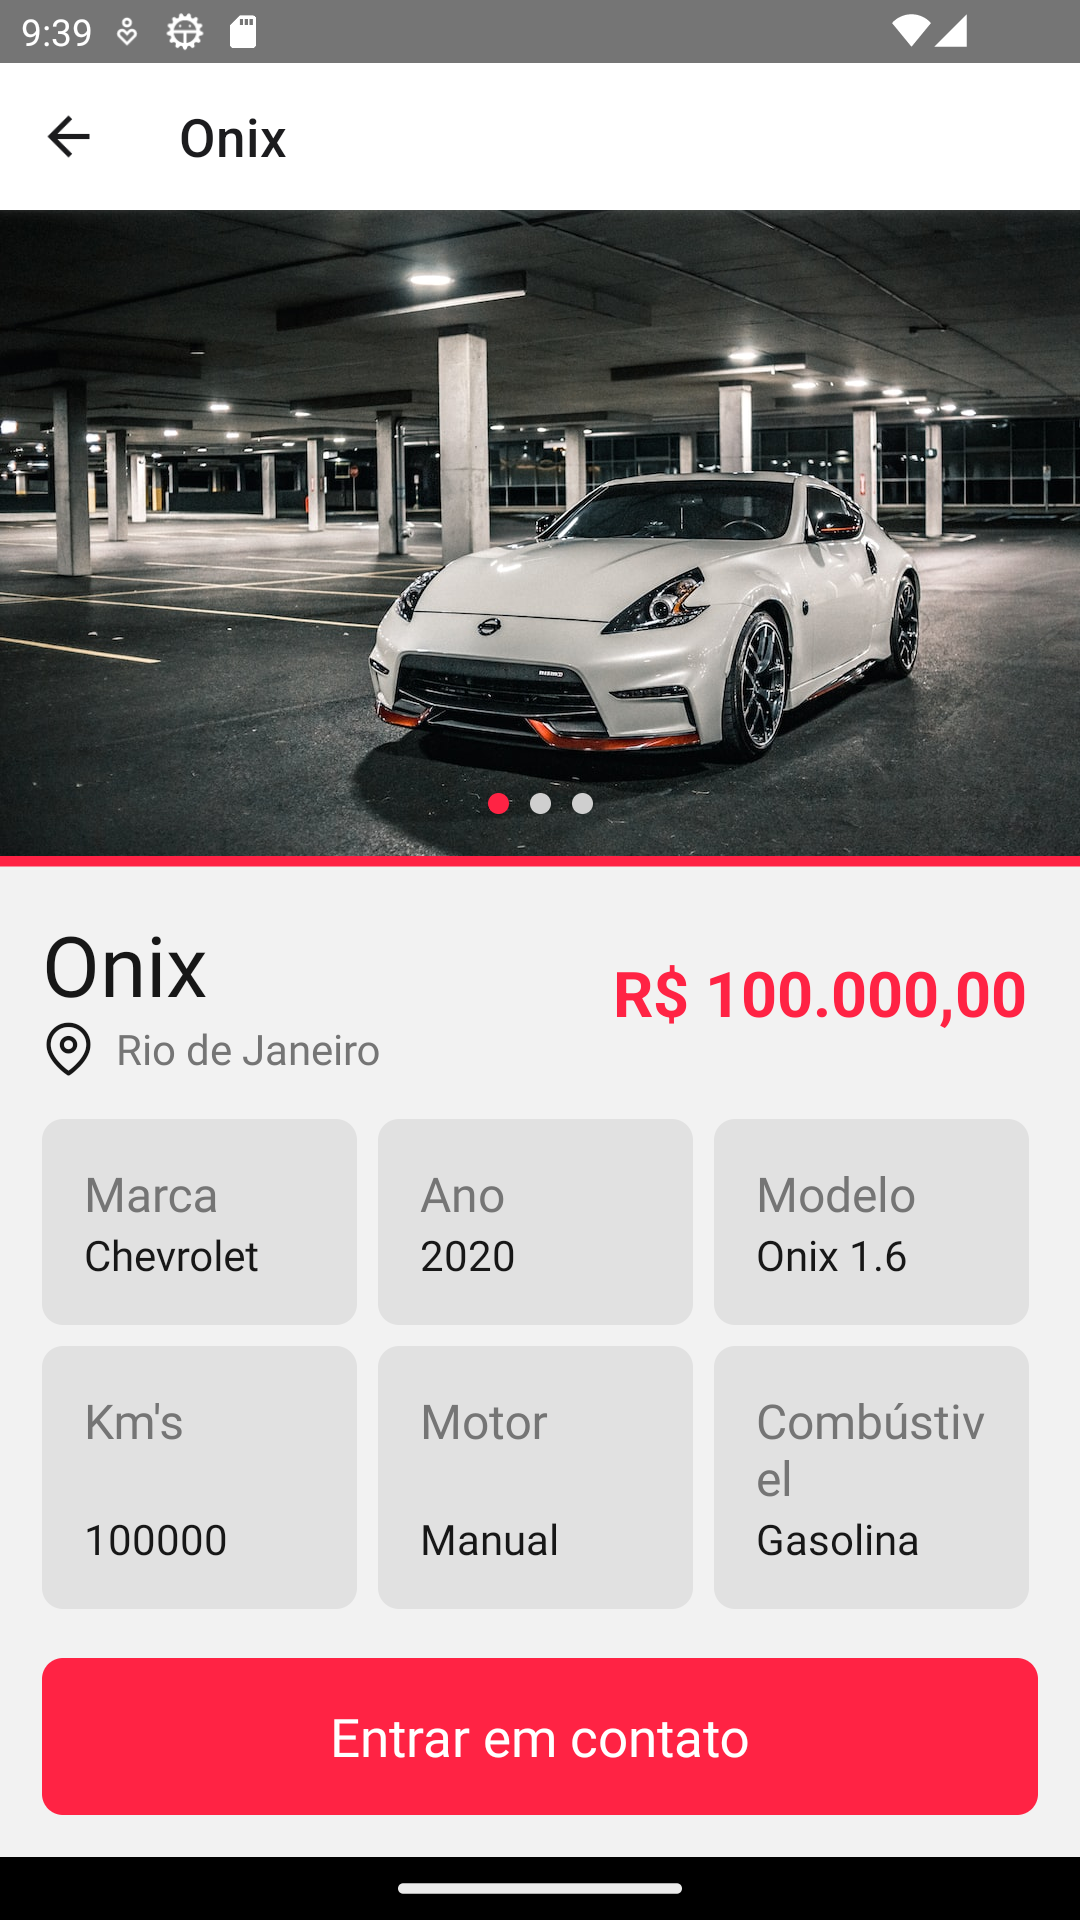 9:39
Onix
Onix
R$ 100.000,00
Rio de Janeiro
Marca
Ano
Modelo
Chevrolet
2020
Onix 1.6
Km's
Motor
Combústiv
el
100000
Manual
Gasolina
Entrar em contato